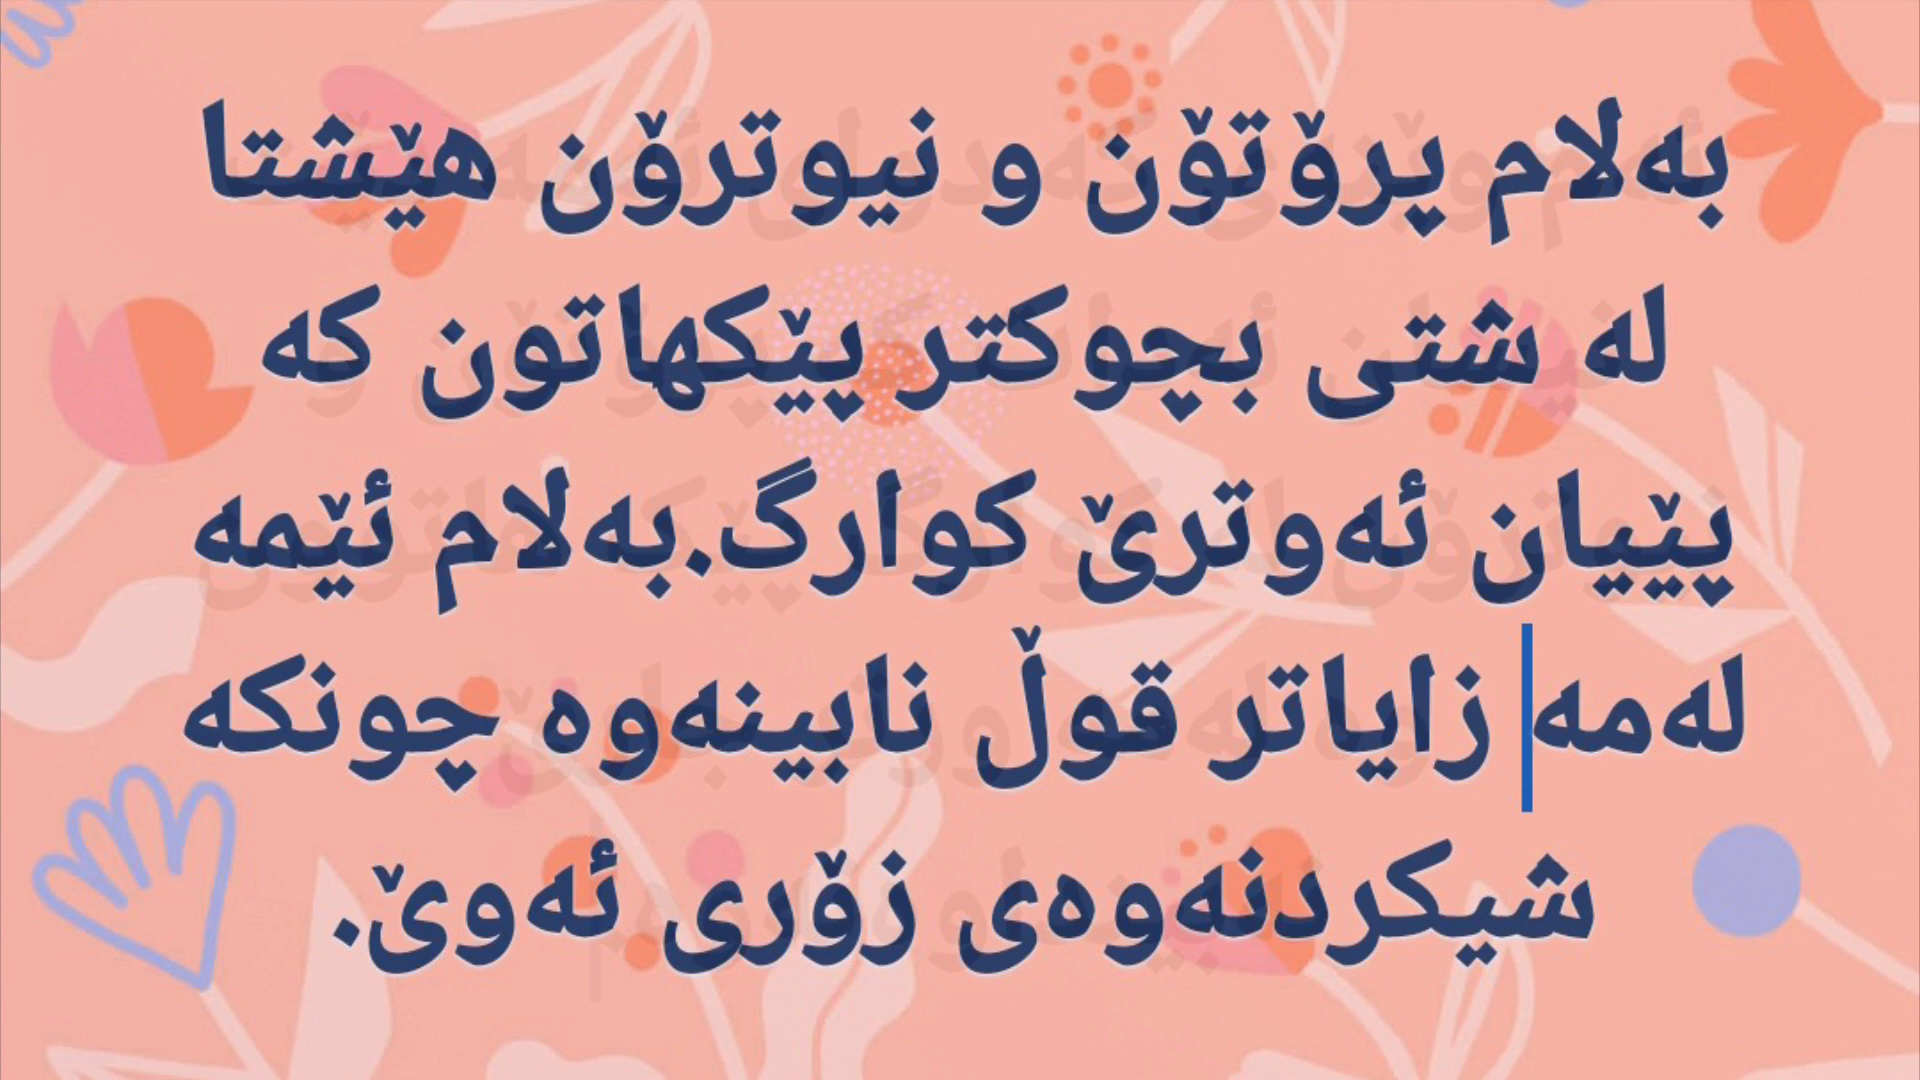 بەلام پرۆتۆن و نیوترۆن هێشتا
لە شتی بچوکتر پێکهاتون کە
پێیان ئەوترێ کوارگ.بەلام ئێمە
لەمە زایاتر قوڵ نابینەوە چونکە
شیکردنەوەی زۆری ئەوێ.